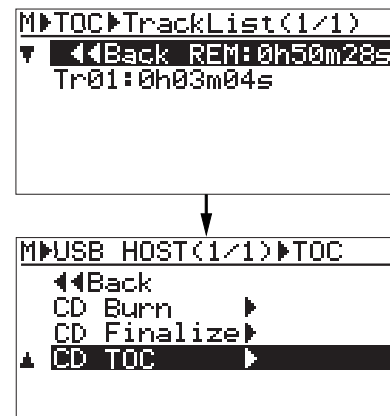 M▶TOC▶TrackList(1/1)
▼ ◀◀Back REM:0h50m28s
Tr01:0h03m04s
M▶USB HOST(1/1)▶TOC
◀◀Back
CD Burn ▶
CD Finalize▶
▲ CD TOC ▶